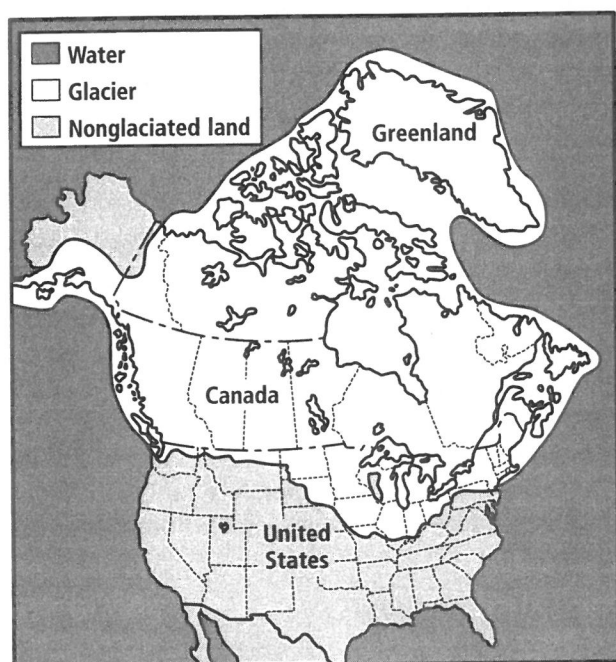 Water
Glacier
Nonglaciated land
Greenland
Canada
United
States